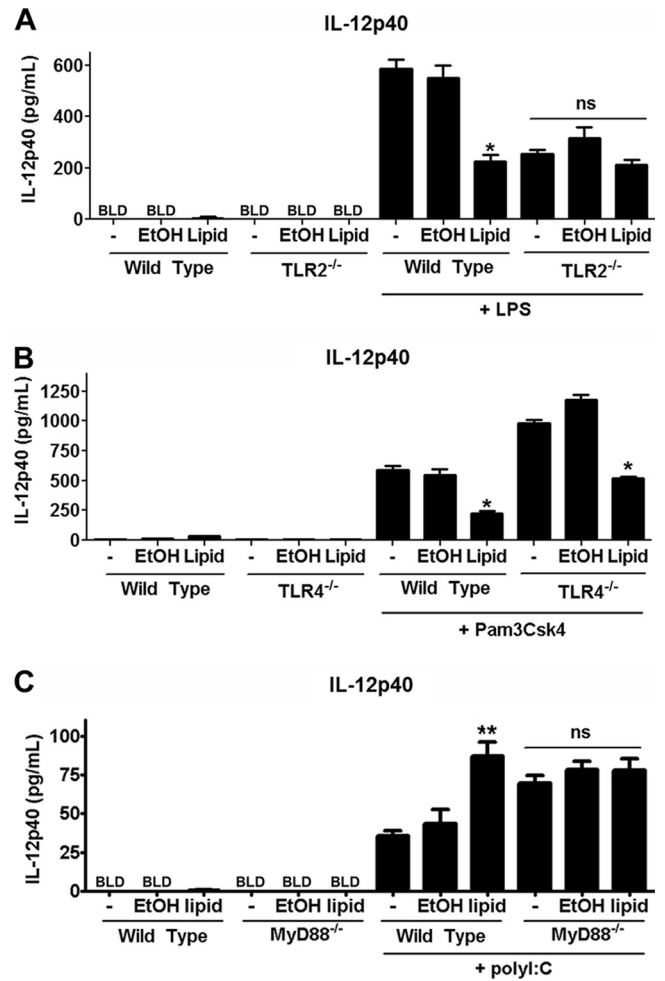 A
IL-12p40
IL-12p40 (pg/mL)
600
400
200
0
BLD BLD BLD BLD BLD * ns
- EtOH Lipid - EtOH Lipid - EtOH Lipid - EtOH Lipid
Wild Type TLR2-/- Wild Type TLR2-/-
+ LPS
B
IL-12p40
IL-12p40 (pg/mL)
1250
1000
750
500
250
0
* *
- EtOH Lipid - EtOH Lipid - EtOH Lipid - EtOH Lipid
Wild Type TLR4-/- Wild Type TLR4-/-
+ Pam3Csk4
C
IL-12p40
IL-12p40 (pg/mL)
100
75
50
25
0
BLD BLD BLD BLD BLD ** ns
- EtOH lipid - EtOH lipid - EtOH lipid - EtOH lipid
Wild Type MyD88-/- Wild Type MyD88-/-
+ polyI:C